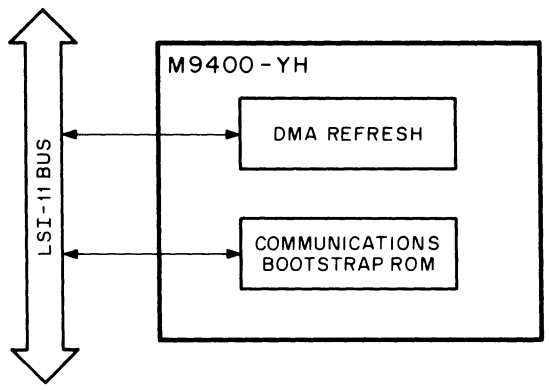 M9400-YH
DMA REFRESH
LSI-11 BUS
COMMUNICATIONS
BOOTSTRAP ROM